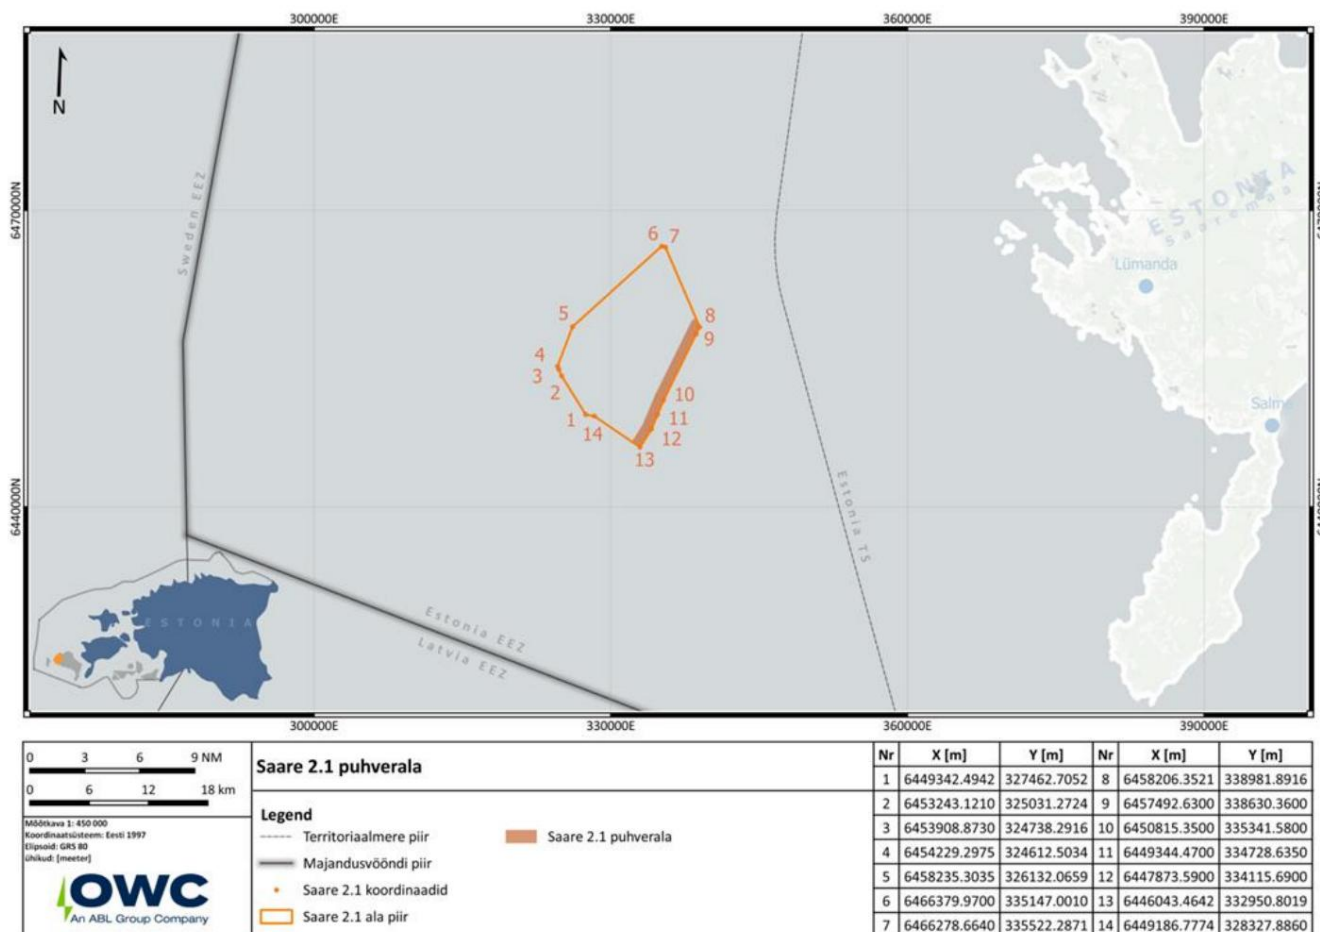 300000E 330000E 360000E 390000E
N
6470000N
6440000N
Sweden EEZ
ESTONIA
Saaremaa
Lümanda
Salme
6 7
5
8
9
4
3
2
10
1
14
11
12
13
Estonia TS
Estonia EEZ
Latvia EEZ
ESTONIA
6470000N
6440000N
300000E 330000E 360000E 390000E
0 3 6 9 NM
0 6 12 18 km
Mõõtkava 1: 450 000
Koordinaatsüsteem: Eesti 1997
Elipsoid: GRS 80
Ühikud: [meeter]
OWC
An ABL Group Company
Saare 2.1 puhverala
Legend
Territoriaalmere piir
Majandusvööndi piir
Saare 2.1 koordinaadid
Saare 2.1 ala piir
Saare 2.1 puhverala
Nr X [m] Y [m] Nr X [m] Y [m]
1 6449342.4942 327462.7052 8 6458206.3521 338981.8916
2 6453243.1210 325031.2724 9 6457492.6300 338630.3600
3 6453908.8730 324738.2916 10 6450815.3500 335341.5800
4 6454229.2975 324612.5034 11 6449344.4700 334728.6350
5 6458235.3035 326132.0659 12 6447873.5900 334115.6900
6 6466379.9700 335147.0010 13 6446043.4642 332950.8019
7 6466278.6640 335522.2871 14 6449186.7774 328327.8860